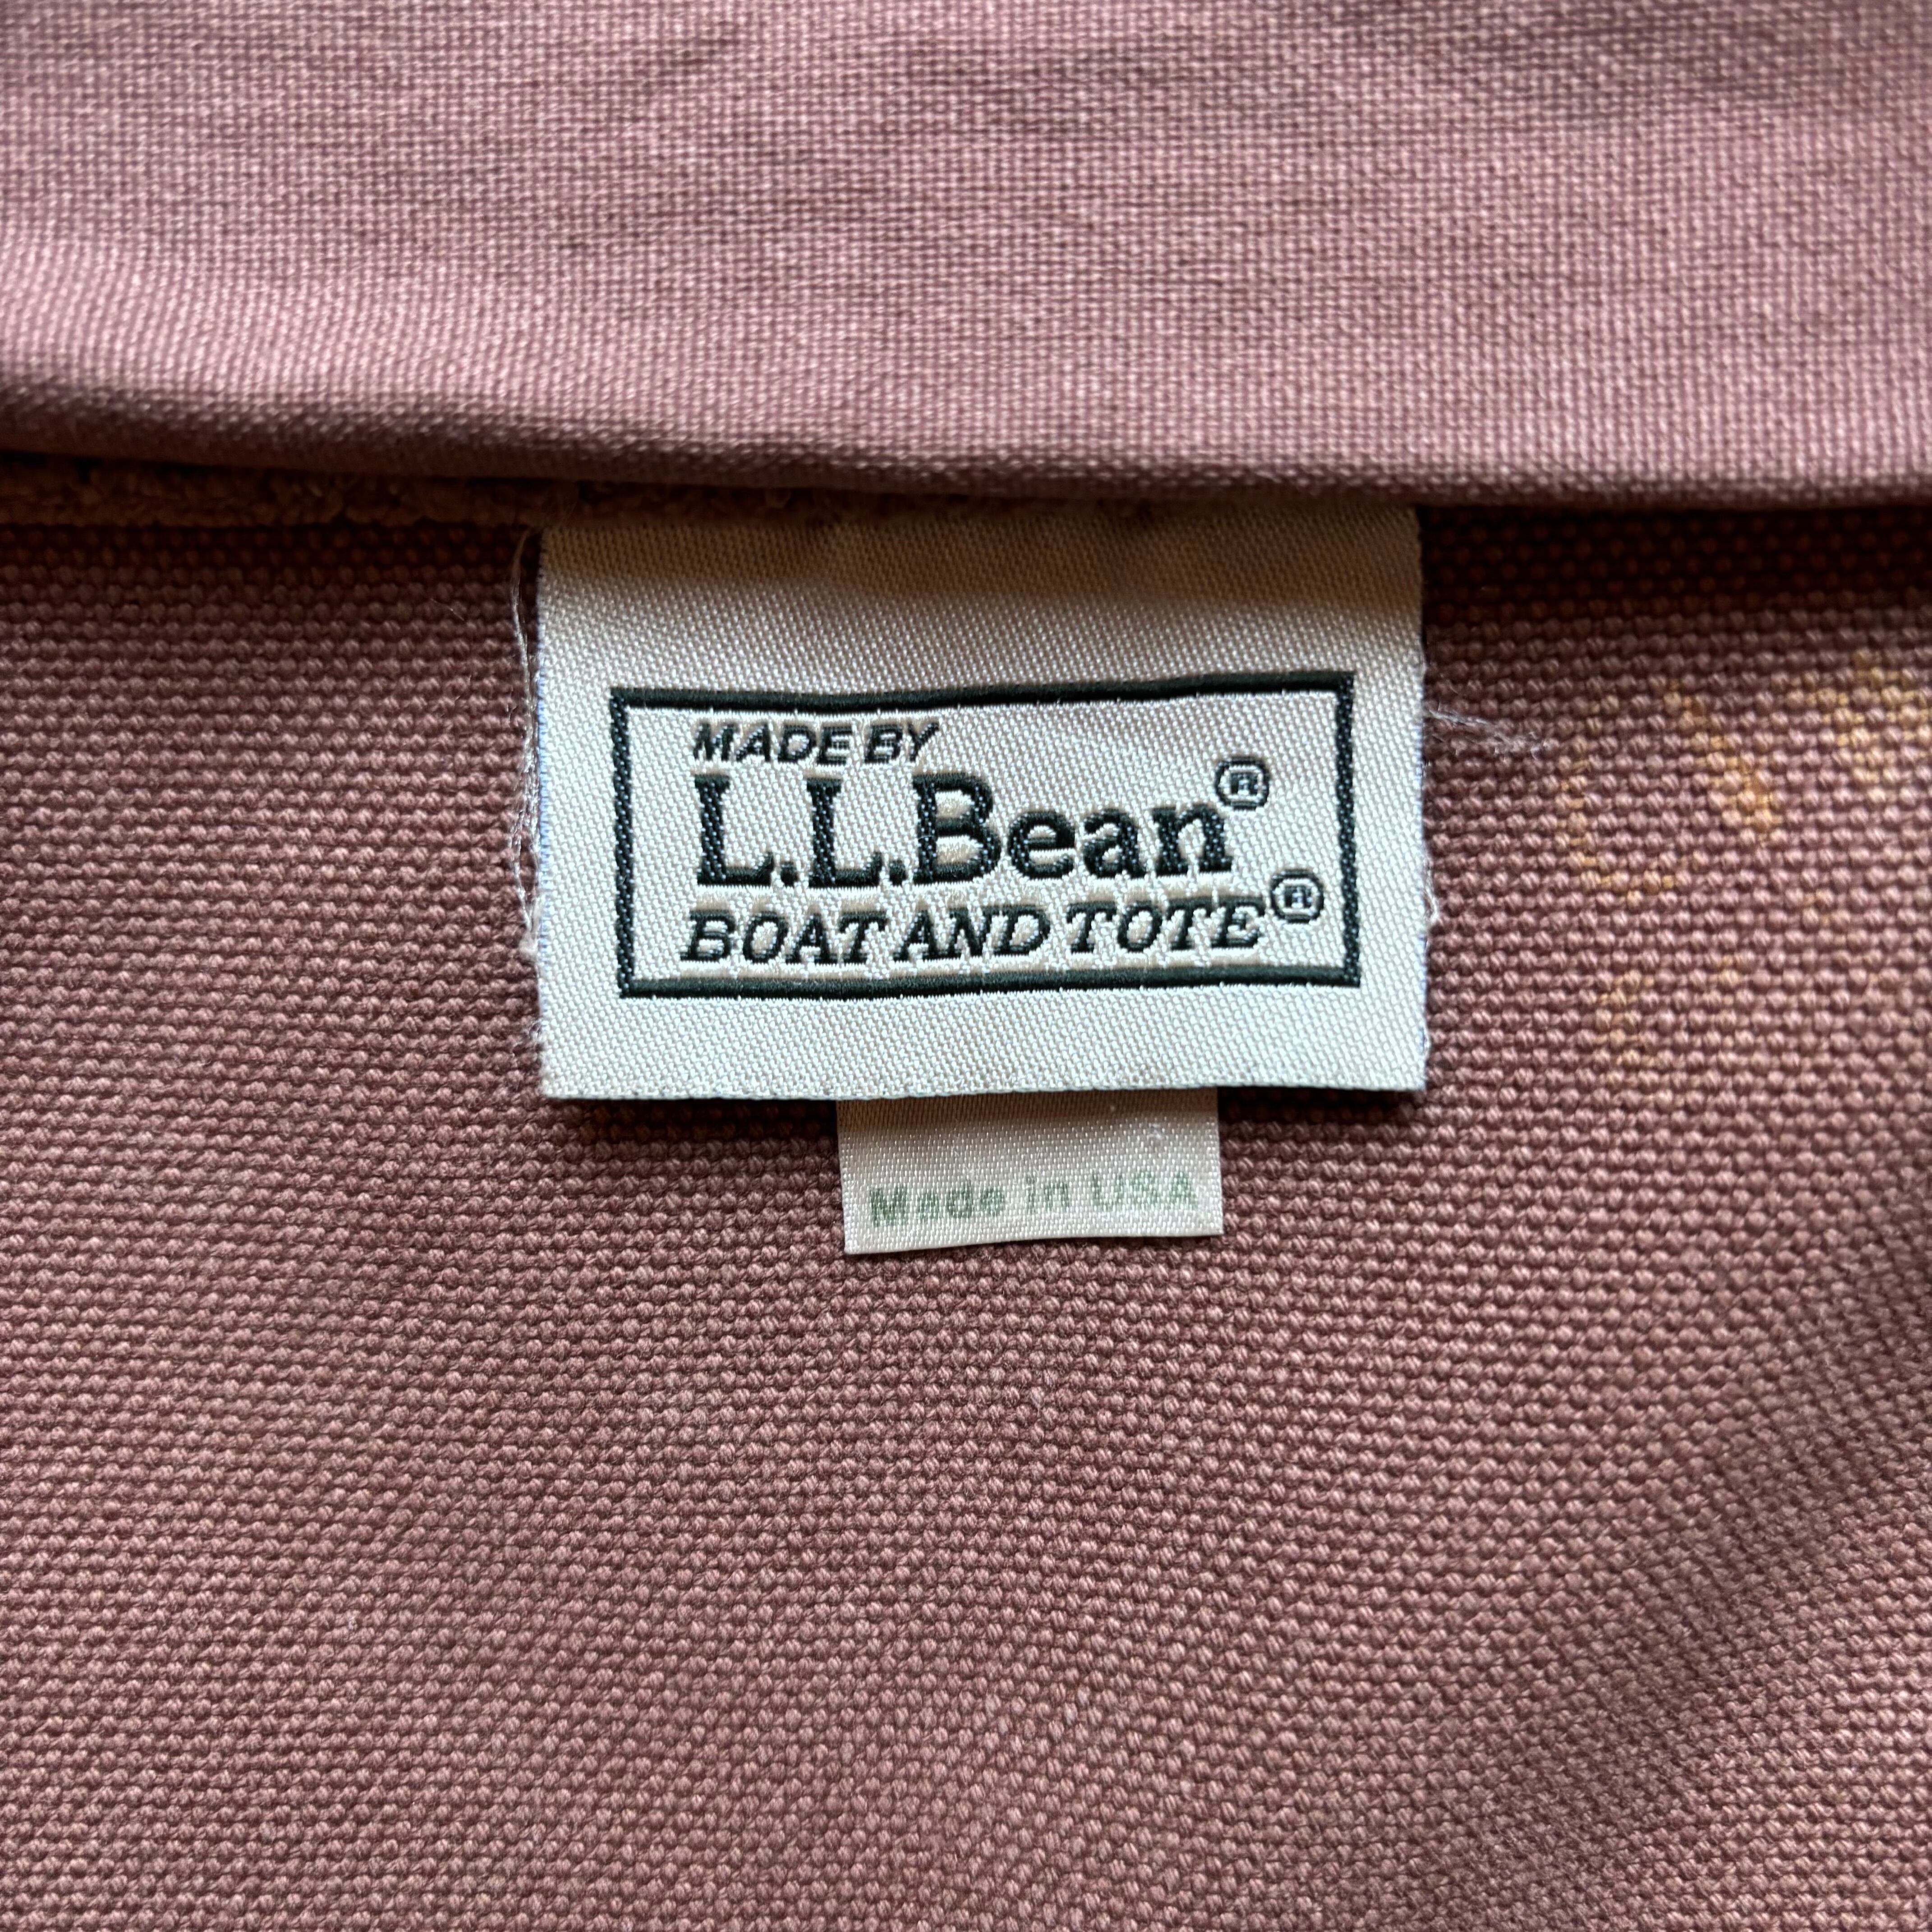 MADE BY
L.L.Bean®
BOAT AND TOTE®
Made in USA